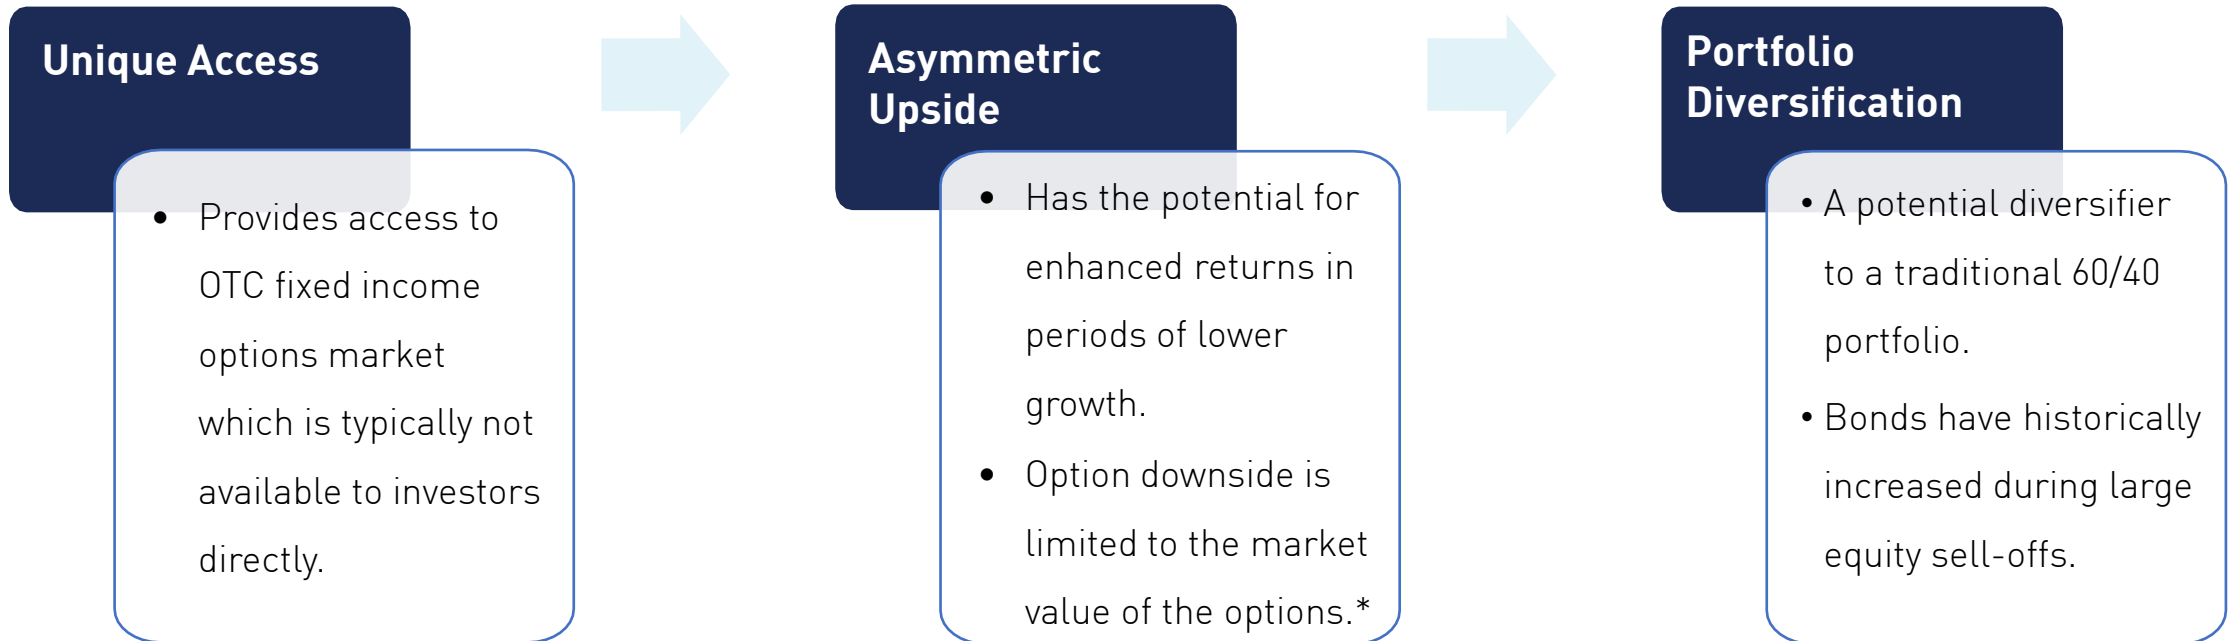 Unique Access
• Provides access to
OTC fixed income
options market
which is typically not
available to investors
directly.
Asymmetric
Upside
• Has the potential for
enhanced returns in
periods of lower
growth.
• Option downside is
limited to the market
value of the options.*
Portfolio
Diversification
• A potential diversifier
to a traditional 60/40
portfolio.
• Bonds have historically
increased during large
equity sell-offs.